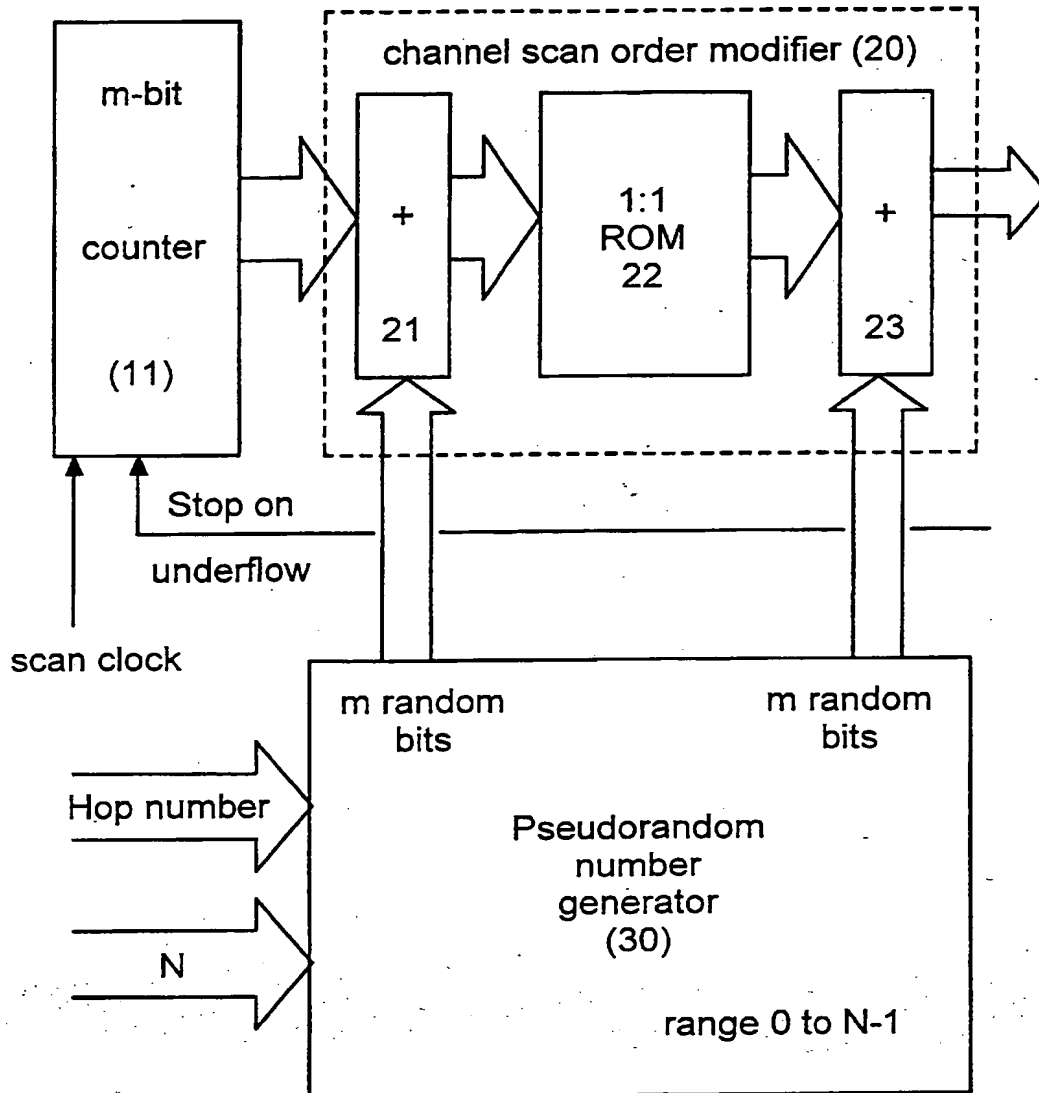 m-bit
counter
(11)
channel scan order modifier (20)
+
21
1:1
ROM
22
+
23
Stop on
underflow
scan clock
m random
bits
m random
bits
Hop number
N
Pseudorandom
number
generator
(30)
range 0 to N-1